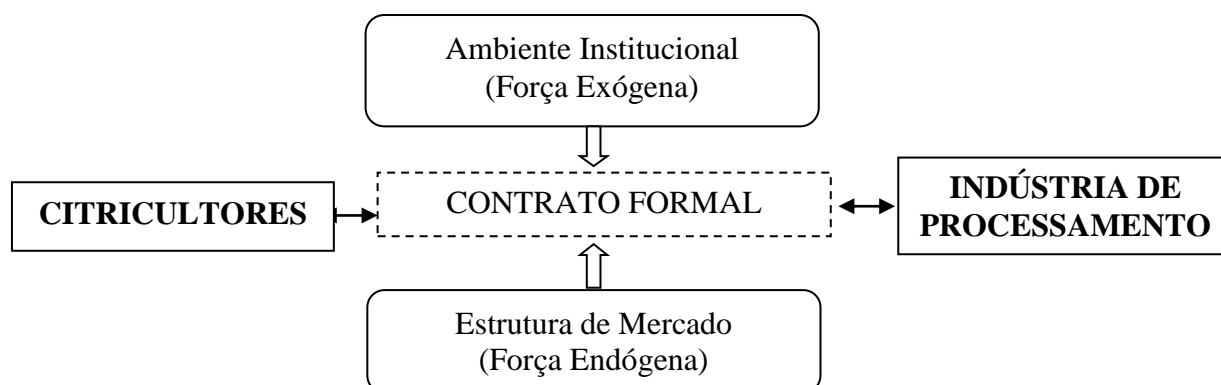 Ambiente Institucional
(Força Exógena)
CITRICULTORES
CONTRATO FORMAL
INDÚSTRIA DE
PROCESSAMENTO
Estrutura de Mercado
(Força Endógena)